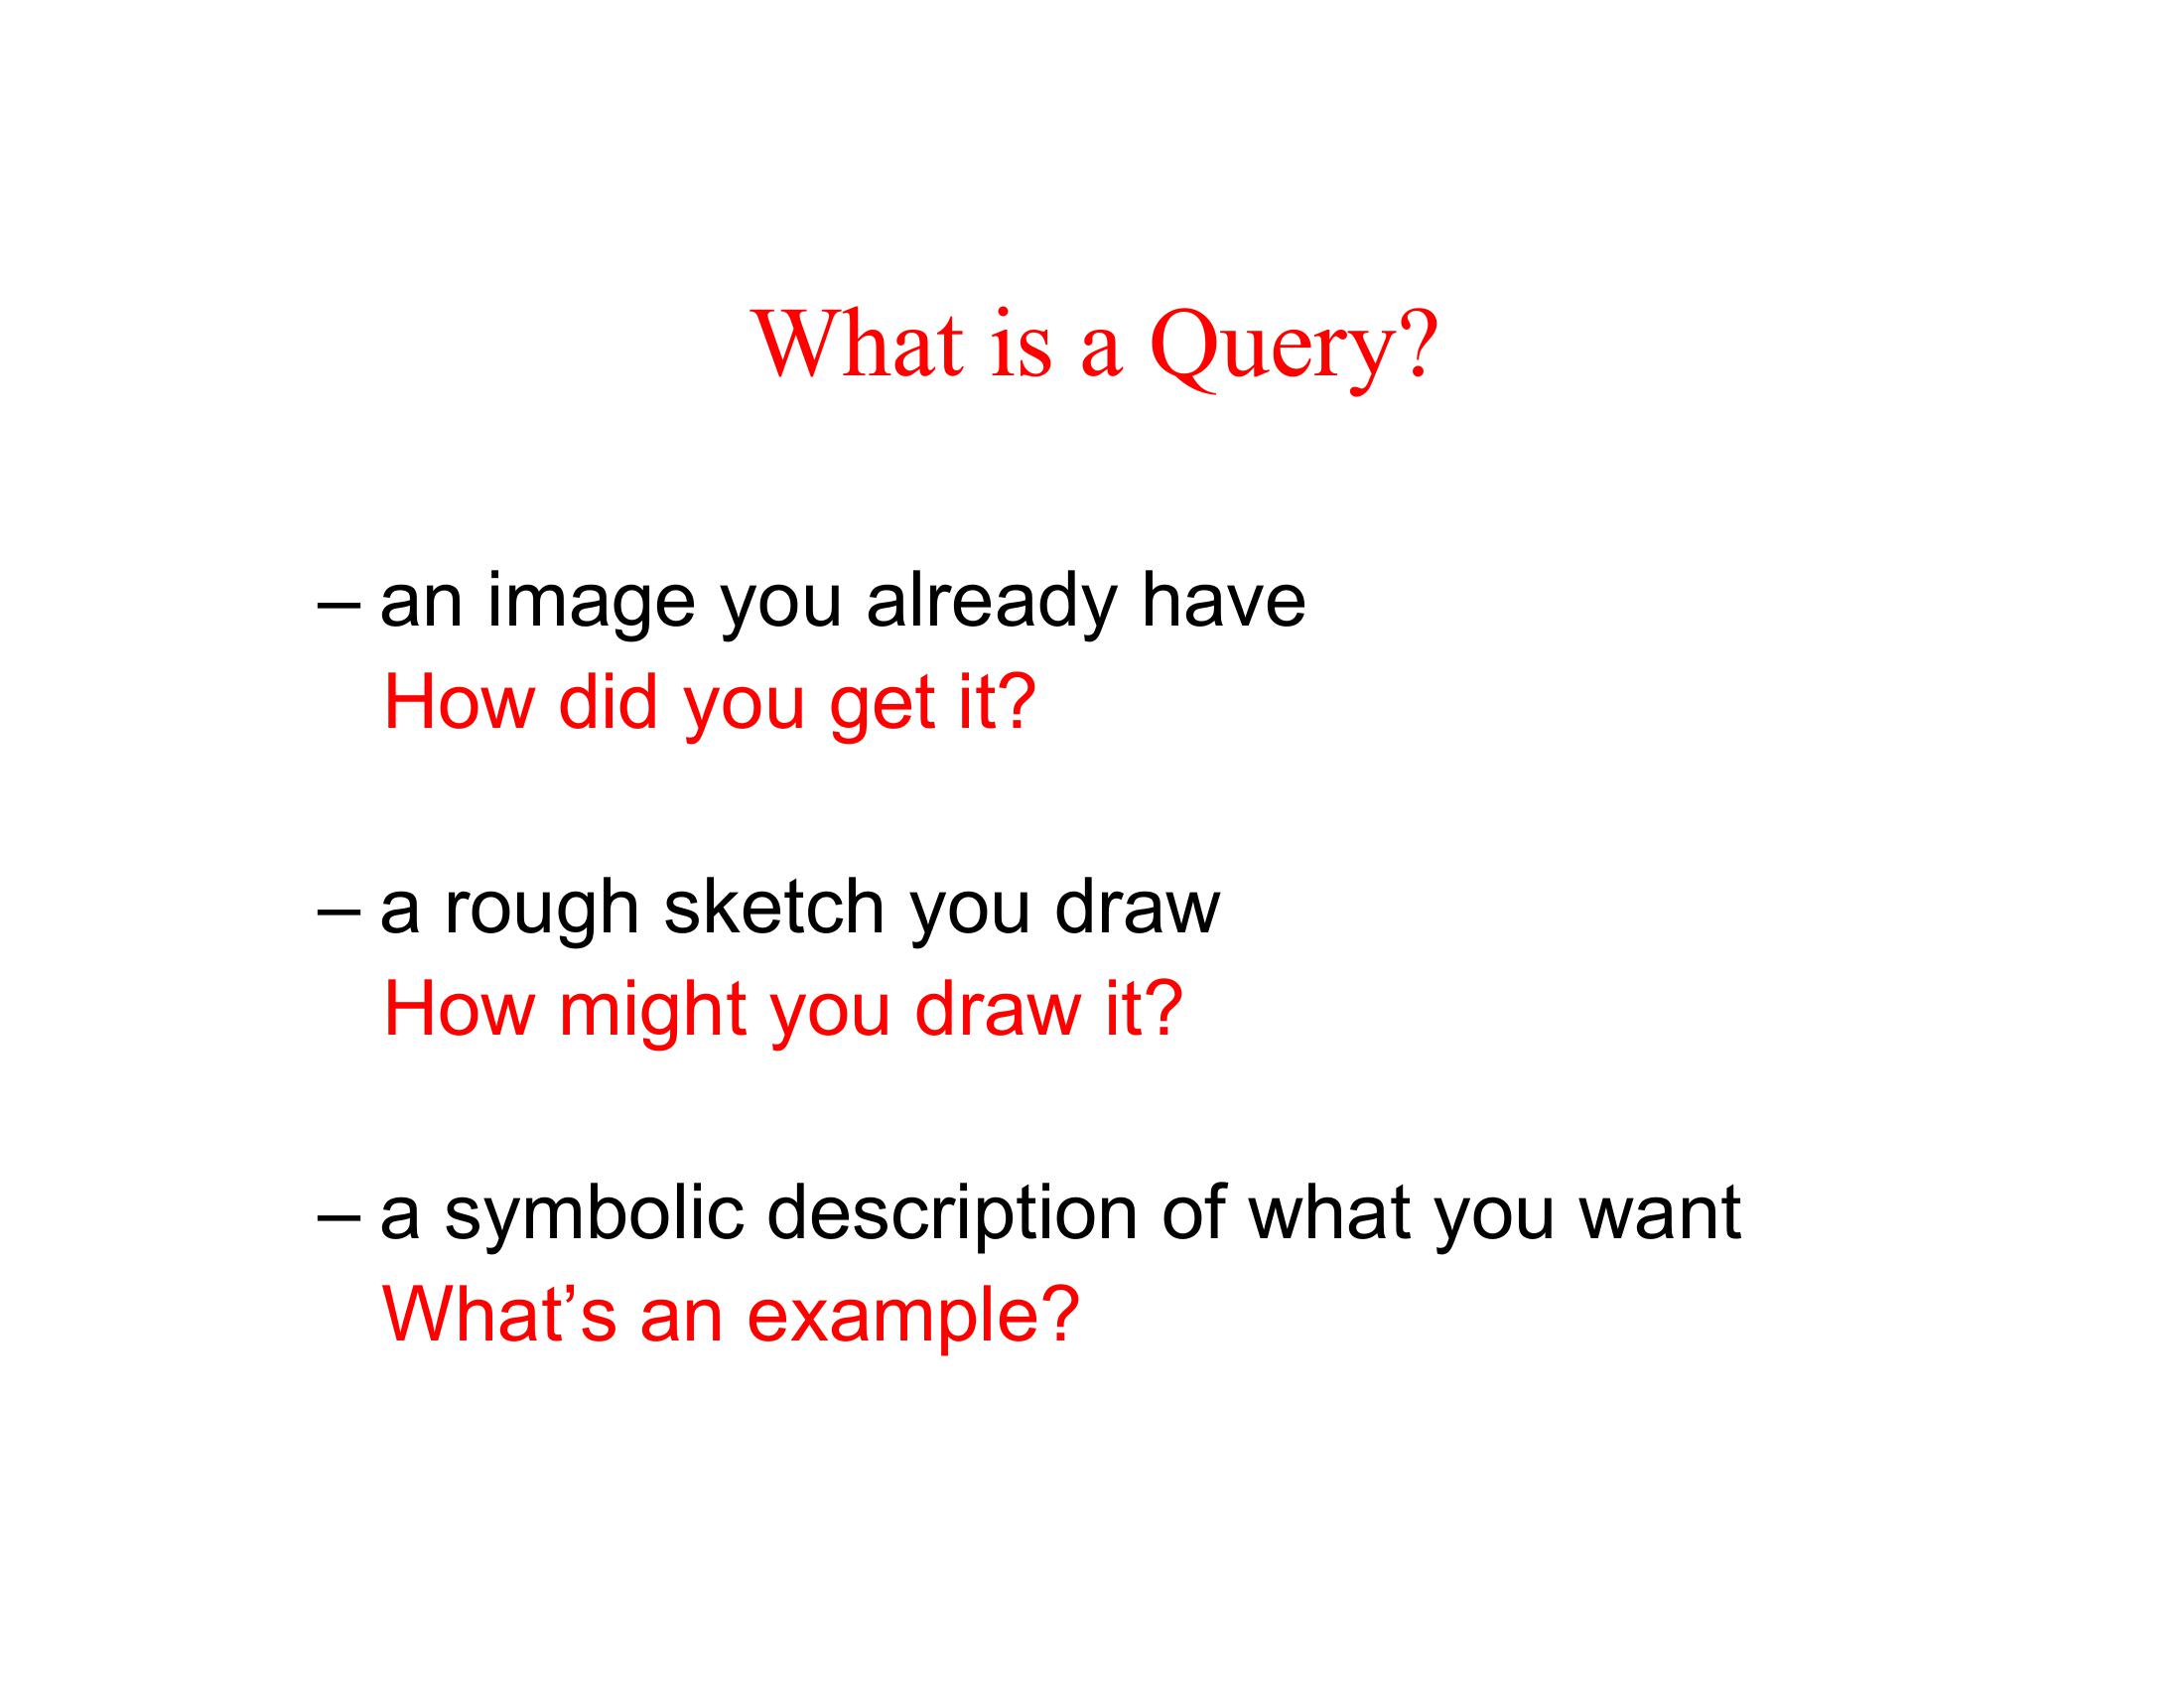 What is a Query?
– an image you already have
How did you get it?
– a rough sketch you draw
How might you draw it?
– a symbolic description of what you want
What’s an example?